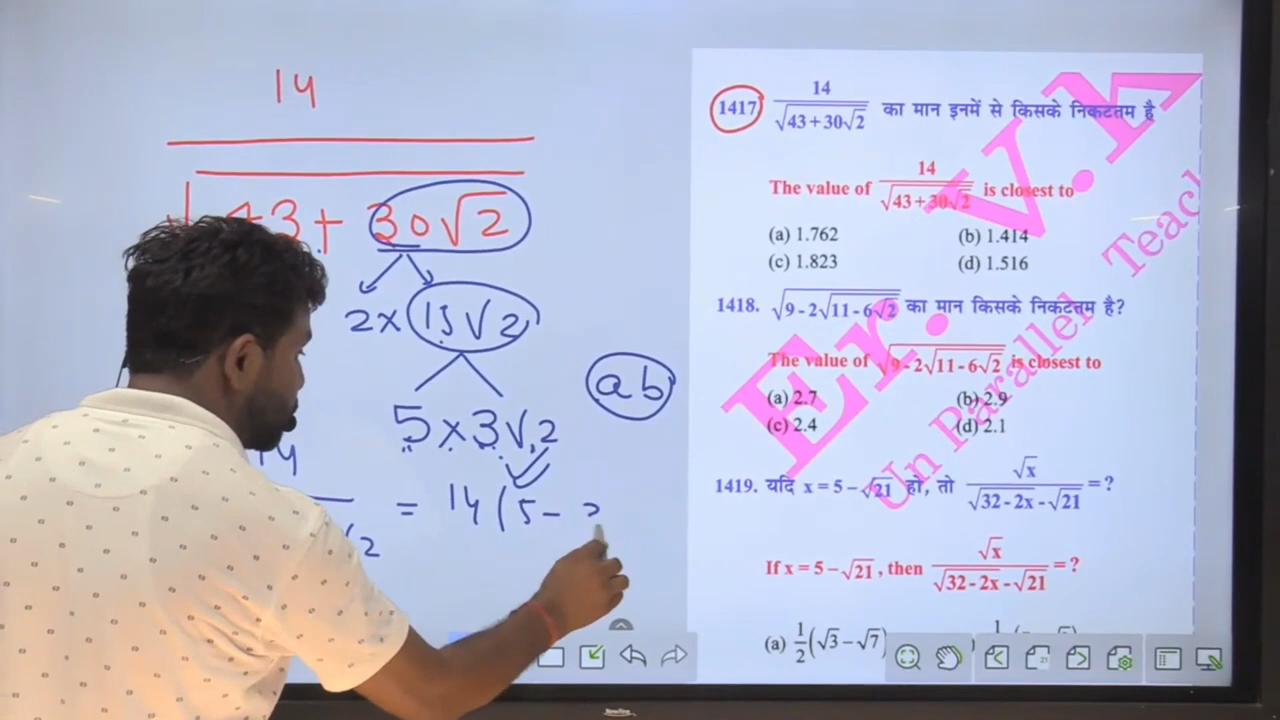 14
43 + 30√2
2 x 15√2
ab
5 x 3√2
14
= 14 (5 -
√2
1417 14/√(43+30√2) का मान इनमें से किसके निकटतम है
The value of 14/√(43+30√2) is closest to
(a) 1.762 (b) 1.414
(c) 1.823 (d) 1.516
1418. √(9-2√(11-6√2)) का मान किसके निकटतम है?
The value of √(9-2√(11-6√2)) is closest to
(a) 2.7 (b) 2.9
(c) 2.4 (d) 2.1
1419. यदि x = 5 – √21 हो, तो √x/(√(32-2x)-√21) = ?
If x = 5 – √21, then √x/(√(32-2x)-√21) = ?
(a) 1/2(√3 – √7)
Er. V.K
Un Parallel Teac
NewLine